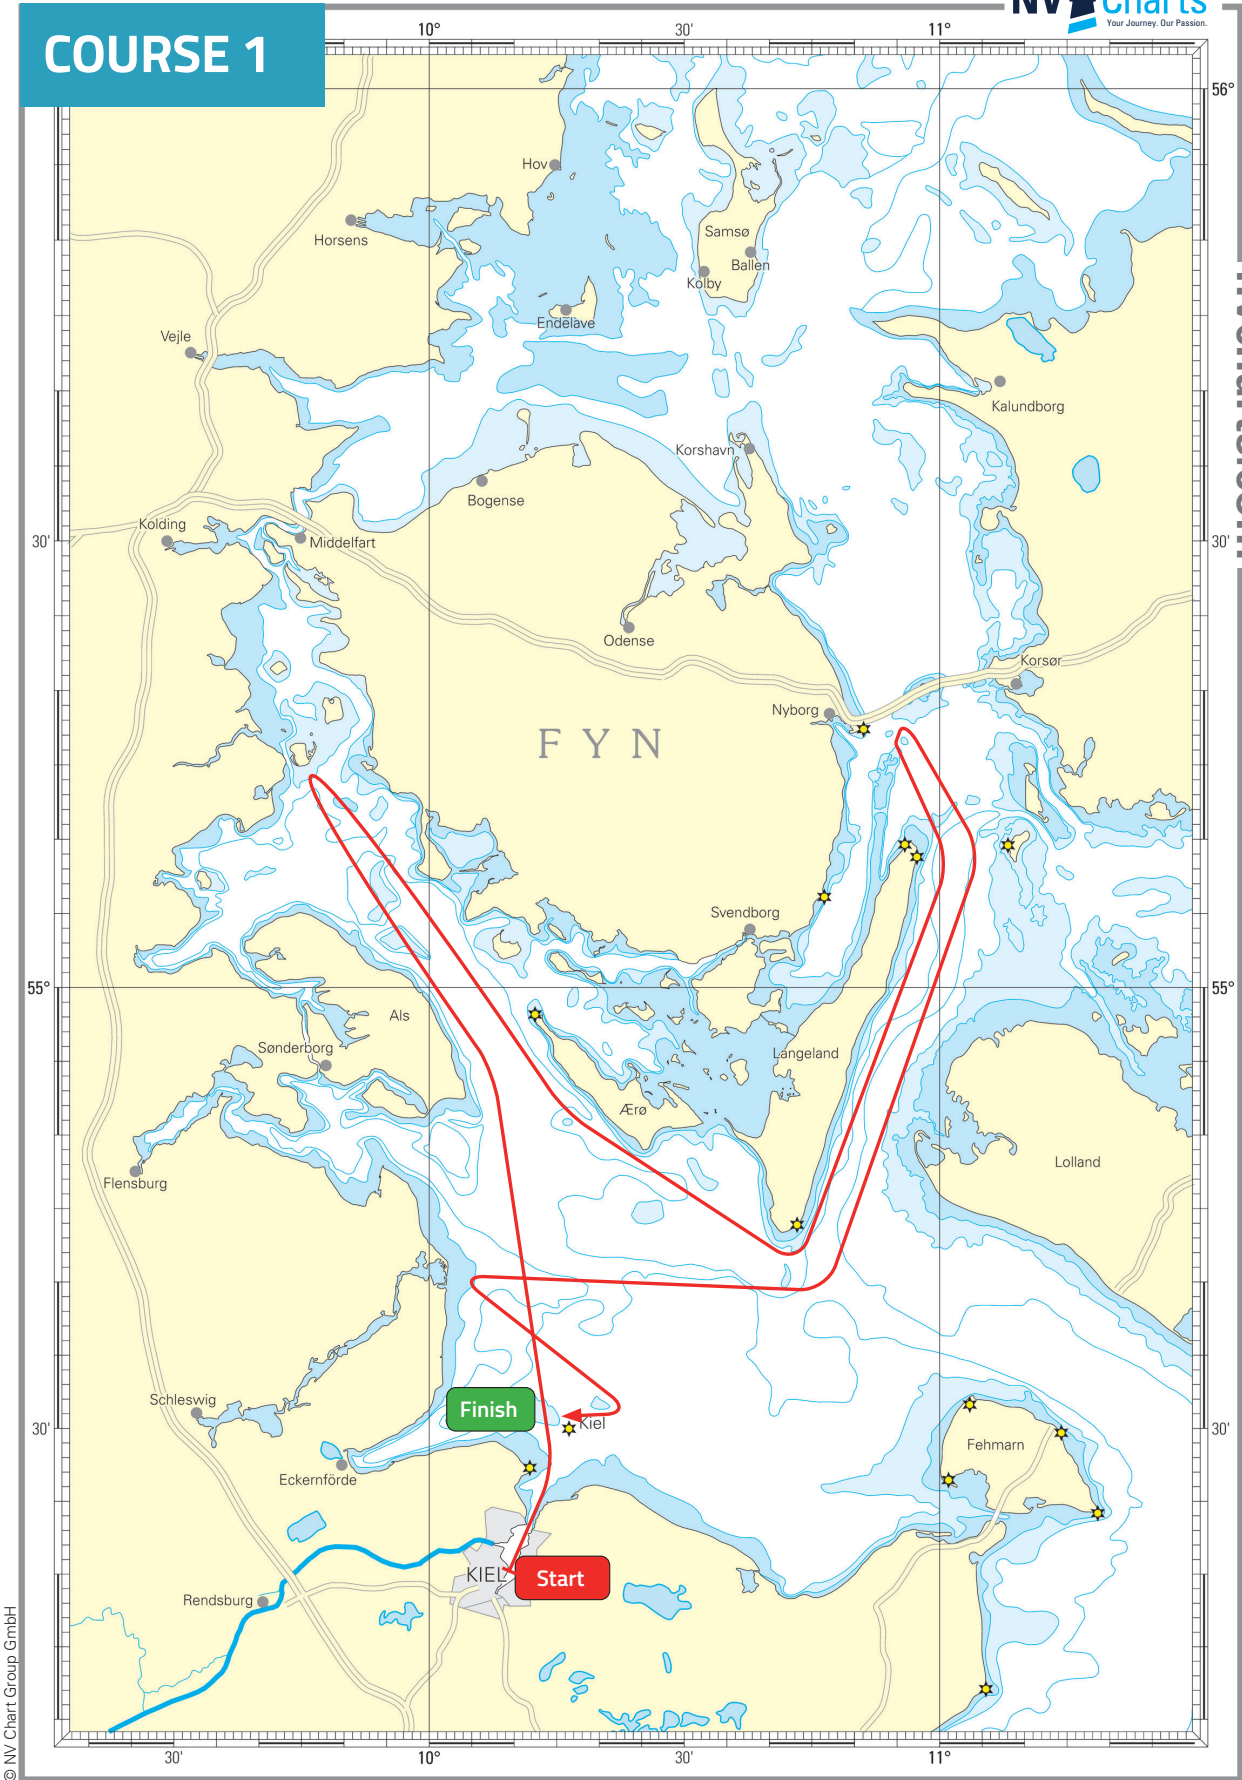 NV Charts
Your Journey. Our Passion.
COURSE 1
10°
30'
11°
56°
Hov
Horsens
Samsø
Ballen
Kolby
Endelave
Vejle
Kalundborg
Korshavn
Bogense
Kolding
Middelfart
30'
30'
Odense
Korsør
Nyborg
FYN
Svendborg
55°
55°
Als
Sønderborg
Langeland
Ærø
Lolland
Flensburg
Schleswig
Finish
Kiel
30'
30'
Fehmarn
Eckernförde
KIEL
Start
Rendsburg
30'
10°
30'
11°
© NV Chart Group GmbH